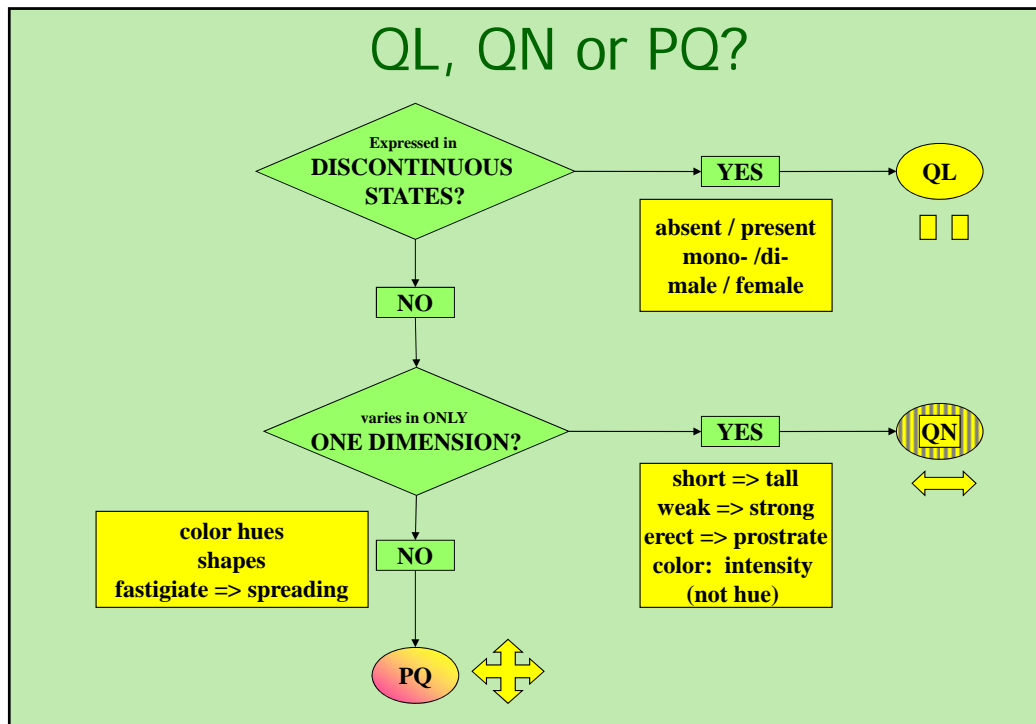 QL, QN or PQ?
Expressed in
DISCONTINUOUS
STATES?
YES
QL
absent / present
mono- /di-
male / female
NO
varies in ONLY
ONE DIMENSION?
YES
QN
short => tall
weak => strong
erect => prostrate
color:  intensity
(not hue)
color hues
shapes
fastigiate => spreading
NO
PQ